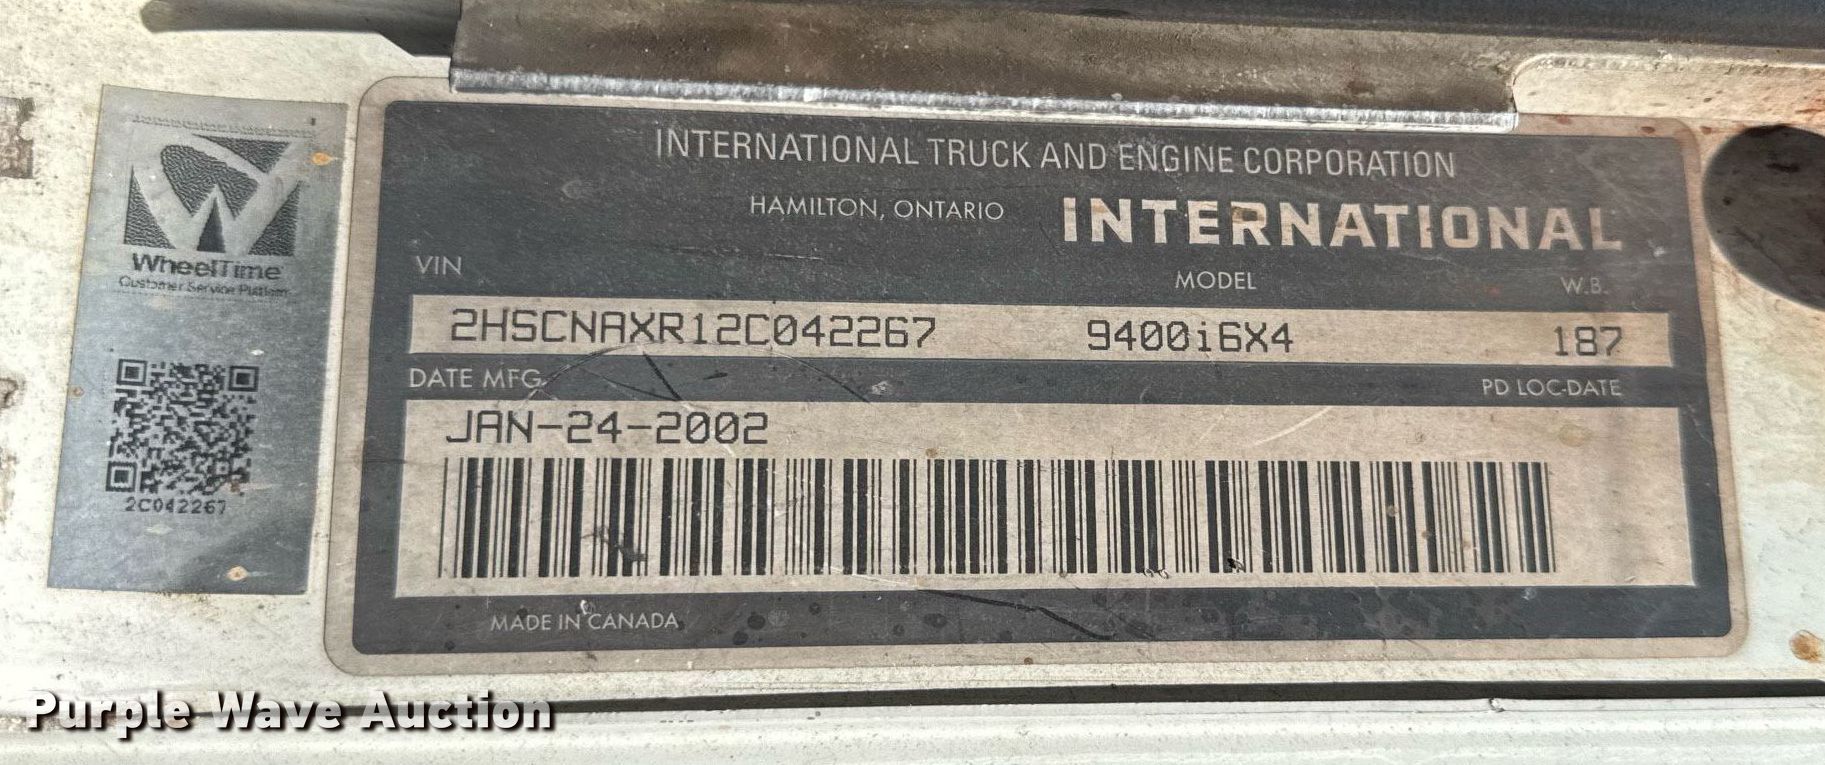 INTERNATIONAL TRUCK AND ENGINE CORPORATION
HAMILTON, ONTARIO INTERNATIONAL
VIN MODEL W.B.
2HSCNAXR12C042267 9400i6X4 187
DATE MFG. PD LOC-DATE
JAN-24-2002
MADE IN CANADA
WheelTime
Customer Service Platform
2C042267
Purple Wave Auction